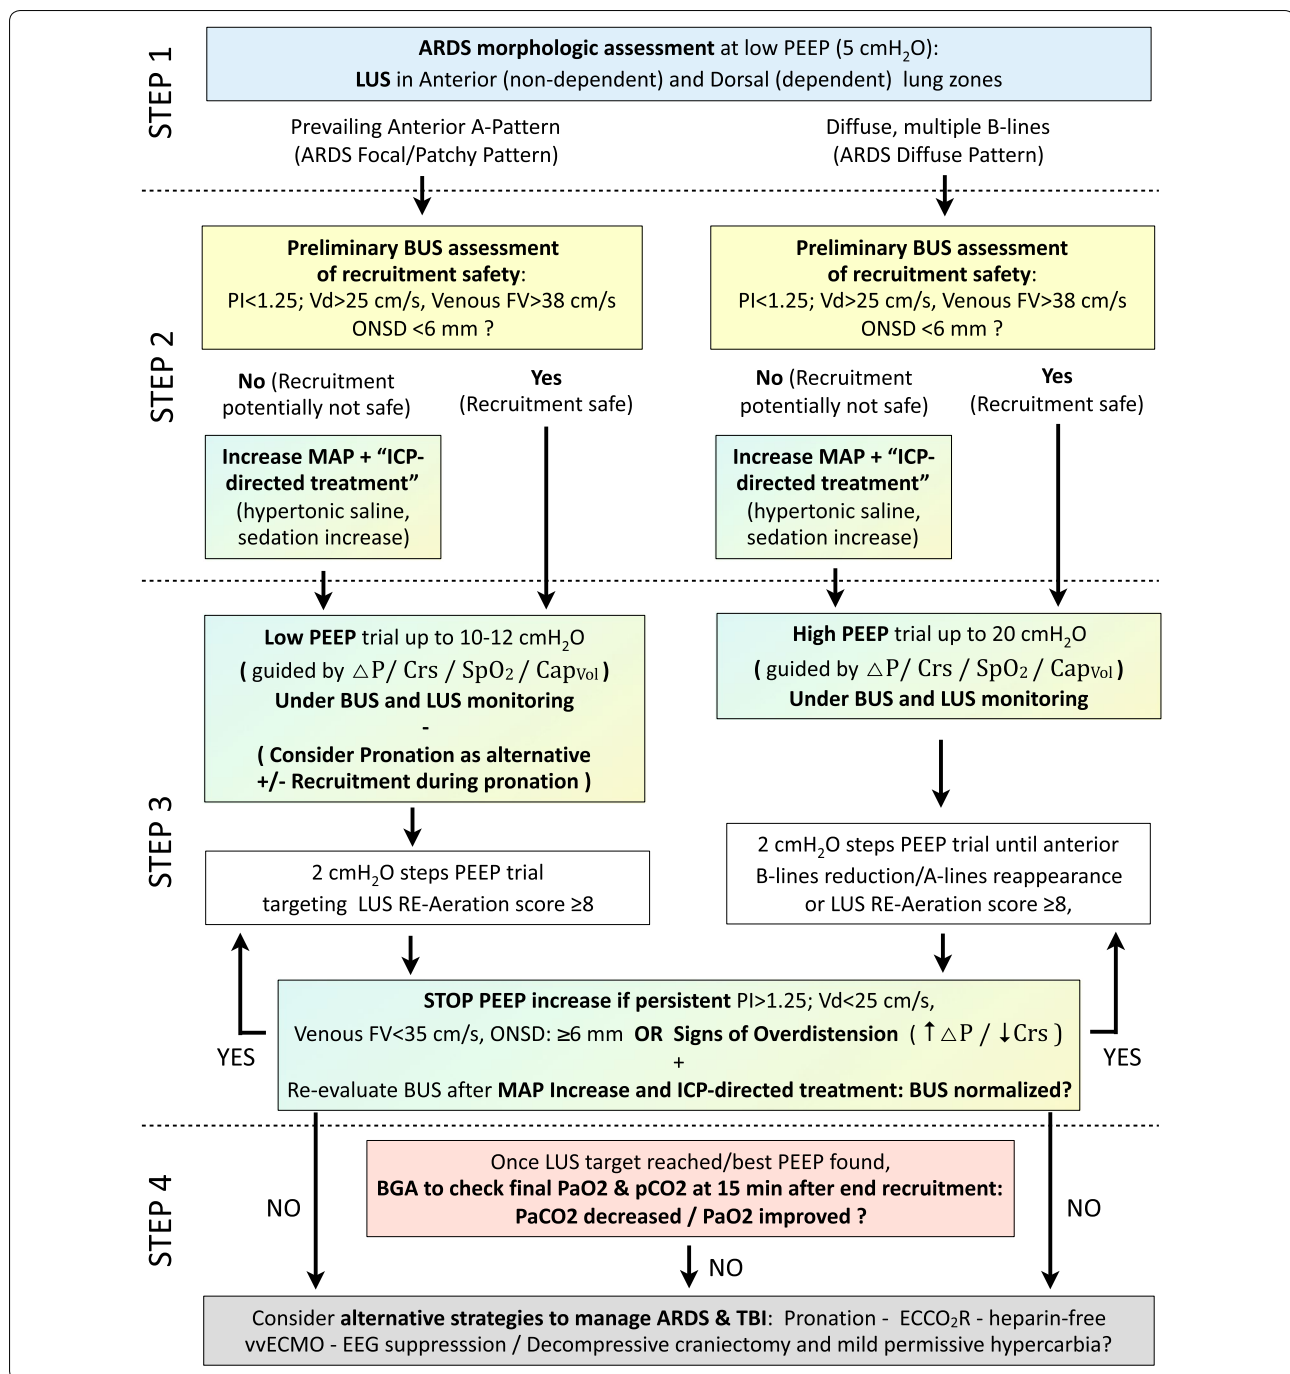 STEP 1
ARDS morphologic assessment at low PEEP (5 cmH₂O):
LUS in Anterior (non-dependent) and Dorsal (dependent) lung zones
Prevailing Anterior A-Pattern
(ARDS Focal/Patchy Pattern)
Diffuse, multiple B-lines
(ARDS Diffuse Pattern)
STEP 2
Preliminary BUS assessment
of recruitment safety:
PI<1.25; Vd>25 cm/s, Venous FV>38 cm/s
ONSD <6 mm ?
Preliminary BUS assessment
of recruitment safety:
PI<1.25; Vd>25 cm/s, Venous FV>38 cm/s
ONSD <6 mm ?
No (Recruitment
potentially not safe)
Yes
(Recruitment safe)
No (Recruitment
potentially not safe)
Yes
(Recruitment safe)
Increase MAP + “ICP-
directed treatment”
(hypertonic saline,
sedation increase)
Increase MAP + “ICP-
directed treatment”
(hypertonic saline,
sedation increase)
STEP 3
Low PEEP trial up to 10-12 cmH₂O
( guided by △P/ Crs / SpO₂ / CapVol )
Under BUS and LUS monitoring
-
( Consider Pronation as alternative
+/- Recruitment during pronation )
High PEEP trial up to 20 cmH₂O
( guided by △P/ Crs / SpO₂ / CapVol )
Under BUS and LUS monitoring
2 cmH₂O steps PEEP trial
targeting LUS RE-Aeration score ≥8
2 cmH₂O steps PEEP trial until anterior
B-lines reduction/A-lines reappearance
or LUS RE-Aeration score ≥8,
STOP PEEP increase if persistent PI>1.25; Vd<25 cm/s,
Venous FV<35 cm/s, ONSD: ≥6 mm OR Signs of Overdistension ( ↑△P / ↓Crs )
+
Re-evaluate BUS after MAP Increase and ICP-directed treatment: BUS normalized?
YES
YES
STEP 4
Once LUS target reached/best PEEP found,
BGA to check final PaO2 & pCO2 at 15 min after end recruitment:
PaCO2 decreased / PaO2 improved ?
NO
NO
NO
Consider alternative strategies to manage ARDS & TBI: Pronation - ECCO₂R - heparin-free
vvECMO - EEG suppresssion / Decompressive craniectomy and mild permissive hypercarbia?